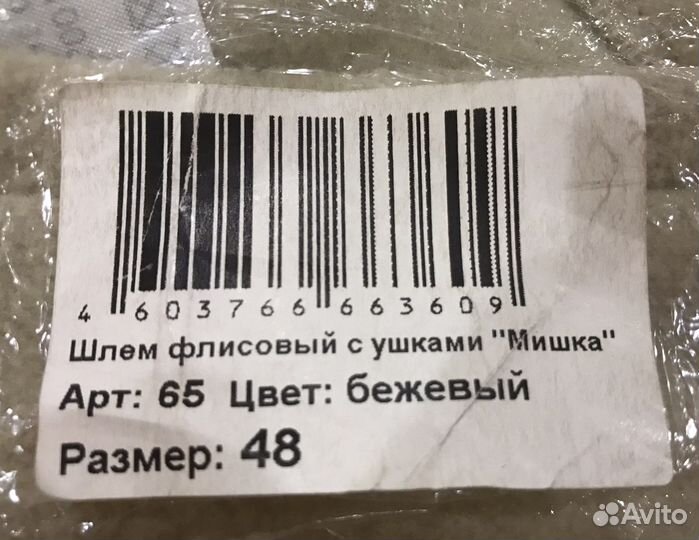 4 603766 663609
Шлем флисовый с ушками "Мишка"
Арт: 65 Цвет: бежевый
Размер: 48
Avito